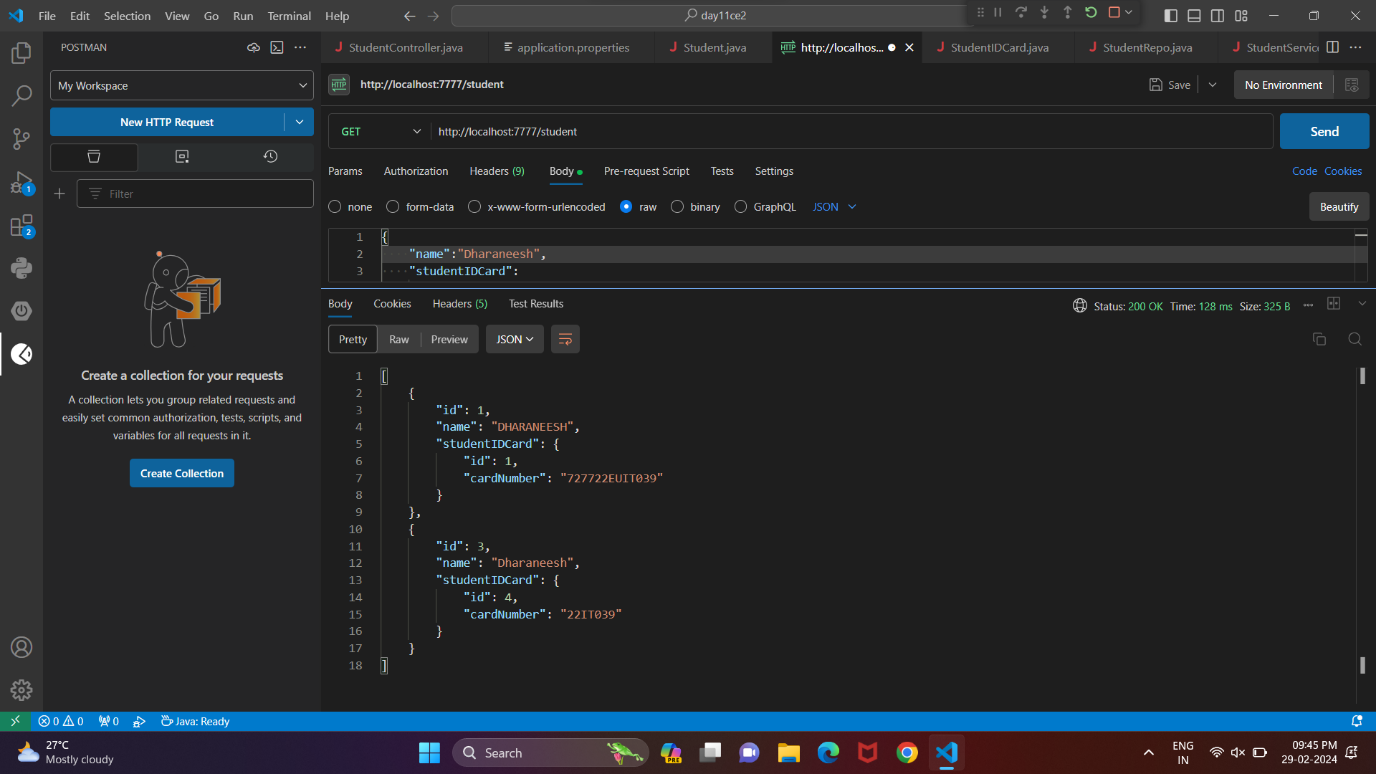 File Edit Selection View Go Run Terminal Help
day11ce2
POSTMAN
StudentController.java application.properties Student.java http://localhos... StudentIDCard.java StudentRepo.java StudentService
My Workspace
HTTP http://localhost:7777/student Save No Environment
New HTTP Request
GET http://localhost:7777/student Send
Params Authorization Headers (9) Body Pre-request Script Tests Settings Code Cookies
Filter
none form-data x-www-form-urlencoded raw binary GraphQL JSON Beautify
1 {
2 "name":"Dharaneesh",
3 "studentIDCard":
Body Cookies Headers (5) Test Results Status: 200 OK Time: 128 ms Size: 325 B
Pretty Raw Preview JSON
1 [
2 {
3 "id": 1,
4 "name": "DHARANEESH",
5 "studentIDCard": {
6 "id": 1,
7 "cardNumber": "727722EUIT039"
8 }
9 },
10 {
11 "id": 3,
12 "name": "Dharaneesh",
13 "studentIDCard": {
14 "id": 4,
15 "cardNumber": "22IT039"
16 }
17 }
18 ]
Create a collection for your requests
A collection lets you group related requests and
easily set common authorization, tests, scripts, and
variables for all requests in it.
Create Collection
1
2
0 0 0 Java: Ready
27°C
Mostly cloudy
Search
PRE
ENG
IN
09:45 PM
29-02-2024